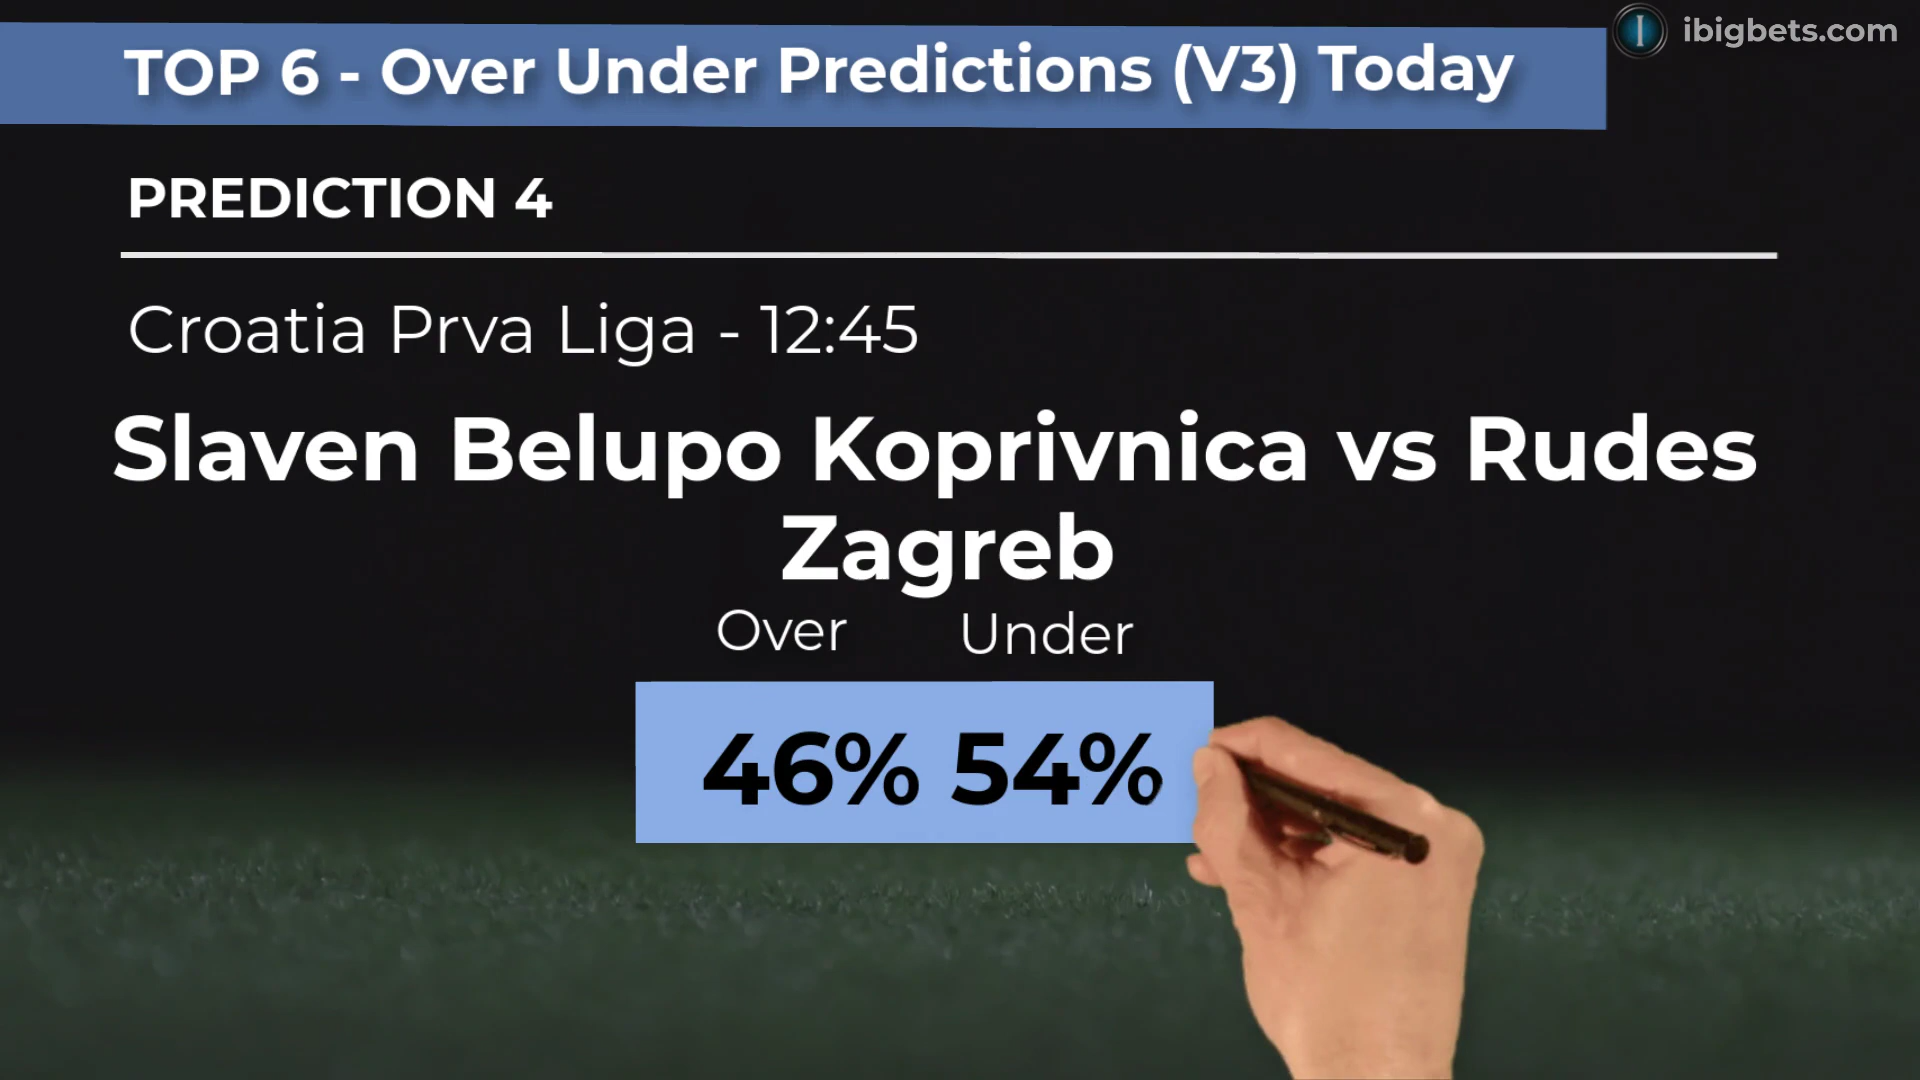 ibigbets.com
TOP 6 - Over Under Predictions (V3) Today
PREDICTION 4
Croatia Prva Liga - 12:45
Slaven Belupo Koprivnica vs Rudes
Zagreb
Over Under
46% 54%